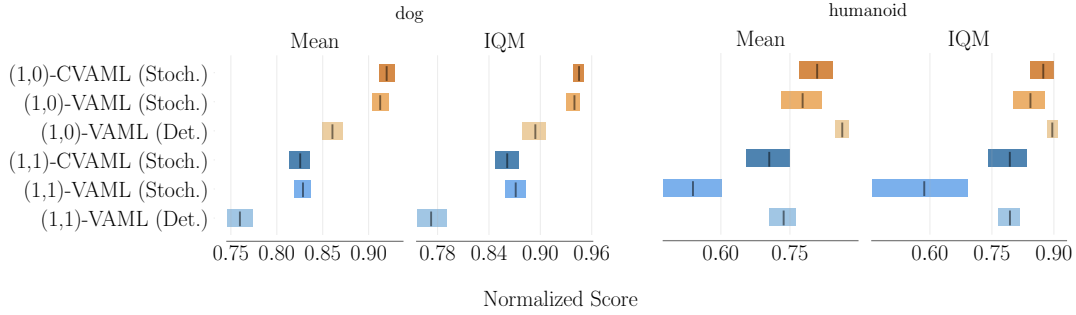 dog
humanoid
Mean
IQM
Mean
IQM
(1,0)-CVAML (Stoch.)
(1,0)-VAML (Stoch.)
(1,0)-VAML (Det.)
(1,1)-CVAML (Stoch.)
(1,1)-VAML (Stoch.)
(1,1)-VAML (Det.)
0.75 0.80 0.85 0.90
0.78 0.84 0.90 0.96
0.60 0.75
0.60 0.75 0.90
Normalized Score